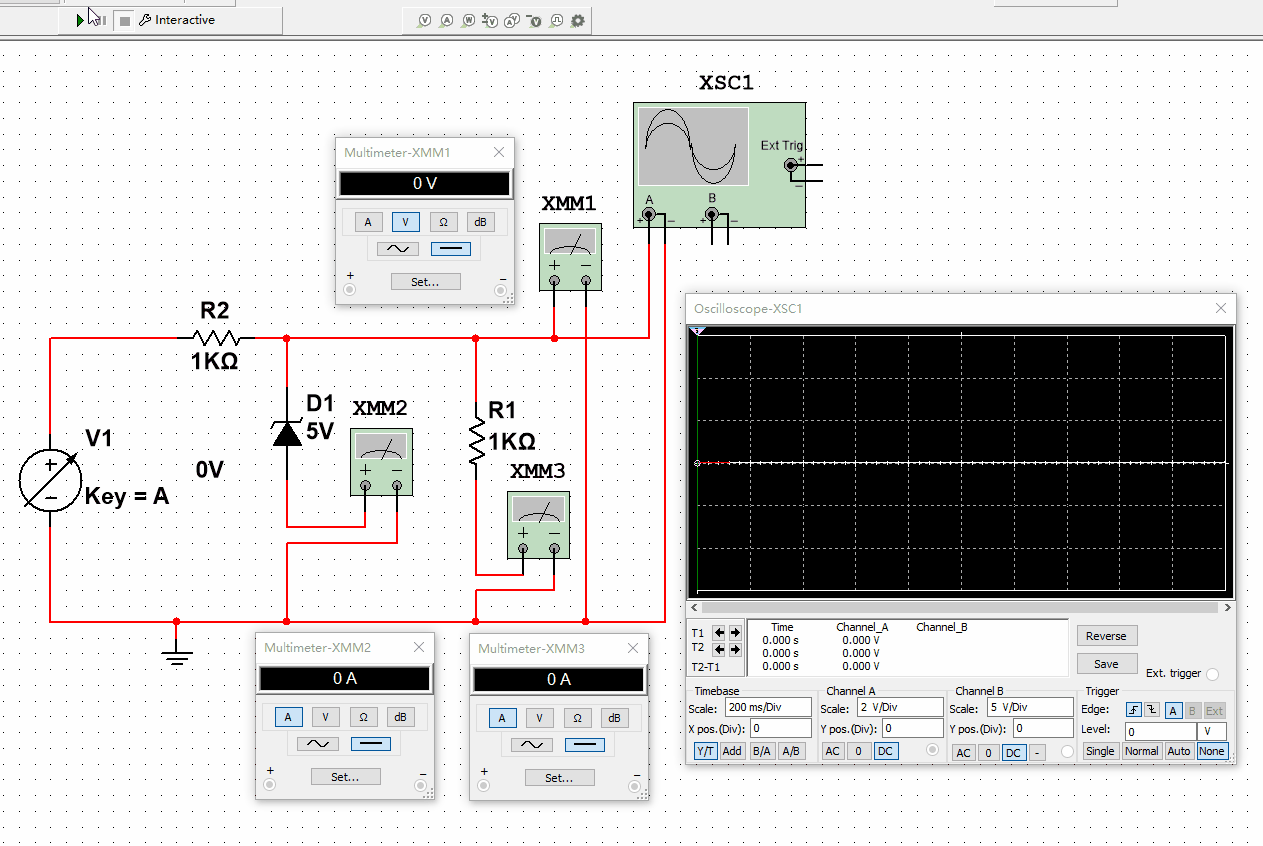 Interactive
V A W V AV V
XSC1
Ext Trig
+
−
A
B
+ − + −
Multimeter-XMM1
0 V
A V Ω dB
+ −
Set...
XMM1
+ −
R2
1KΩ
V1
+
−
Key = A
0V
D1
5V
XMM2
+ −
R1
1KΩ
XMM3
+ −
Multimeter-XMM2
0 A
A V Ω dB
+ −
Set...
Multimeter-XMM3
0 A
A V Ω dB
+ −
Set...
Oscilloscope-XSC1
Time Channel_A Channel_B
T1 0.000 s 0.000 V
T2 0.000 s 0.000 V
T2-T1 0.000 s 0.000 V
Reverse
Save
Ext. trigger
Timebase
Scale: 200 ms/Div
X pos.(Div): 0
Y/T Add B/A A/B
Channel A
Scale: 2 V/Div
Y pos.(Div): 0
AC 0 DC
Channel B
Scale: 5 V/Div
Y pos.(Div): 0
AC 0 DC -
Trigger
Edge: A B Ext
Level: 0 V
Single Normal Auto None